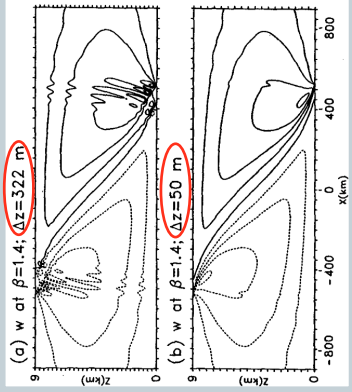 (a) w at β=1.4; Δz=322 m
9
Z(km)
0
(b) w at β=1.4; Δz=50 m
9
Z(km)
0
-800
-400
0
400
800
X(km)